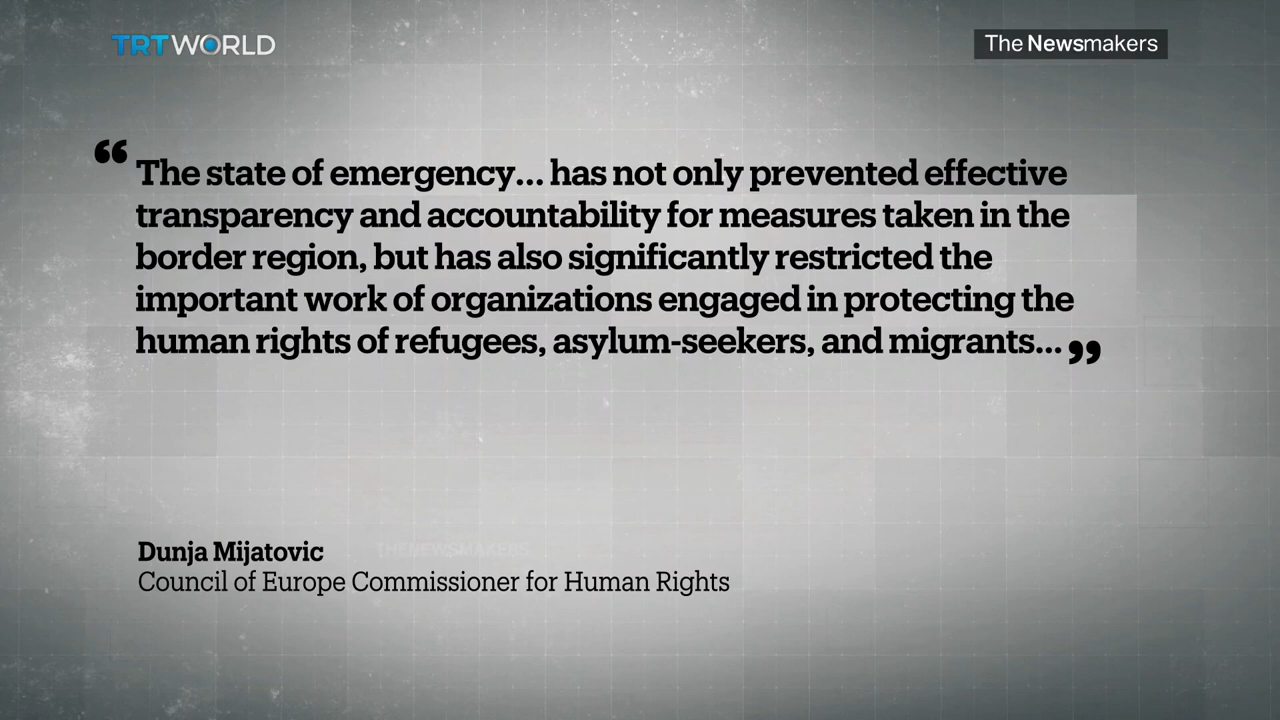 TRTWORLD
The Newsmakers
“The state of emergency... has not only prevented effective
transparency and accountability for measures taken in the
border region, but has also significantly restricted the
important work of organizations engaged in protecting the
human rights of refugees, asylum-seekers, and migrants...”
THENEWSMAKERS
Dunja Mijatovic
Council of Europe Commissioner for Human Rights